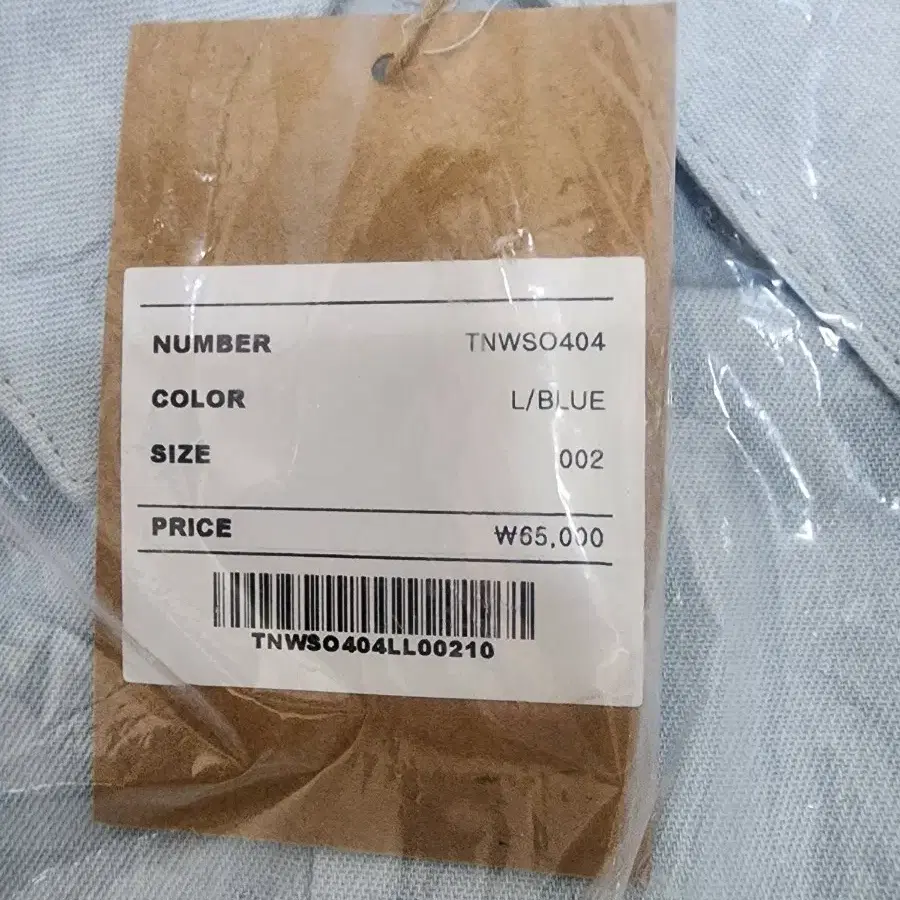 NUMBER TNWSO404
COLOR L/BLUE
SIZE 002
PRICE ₩65,000
TNWSO404LL00210